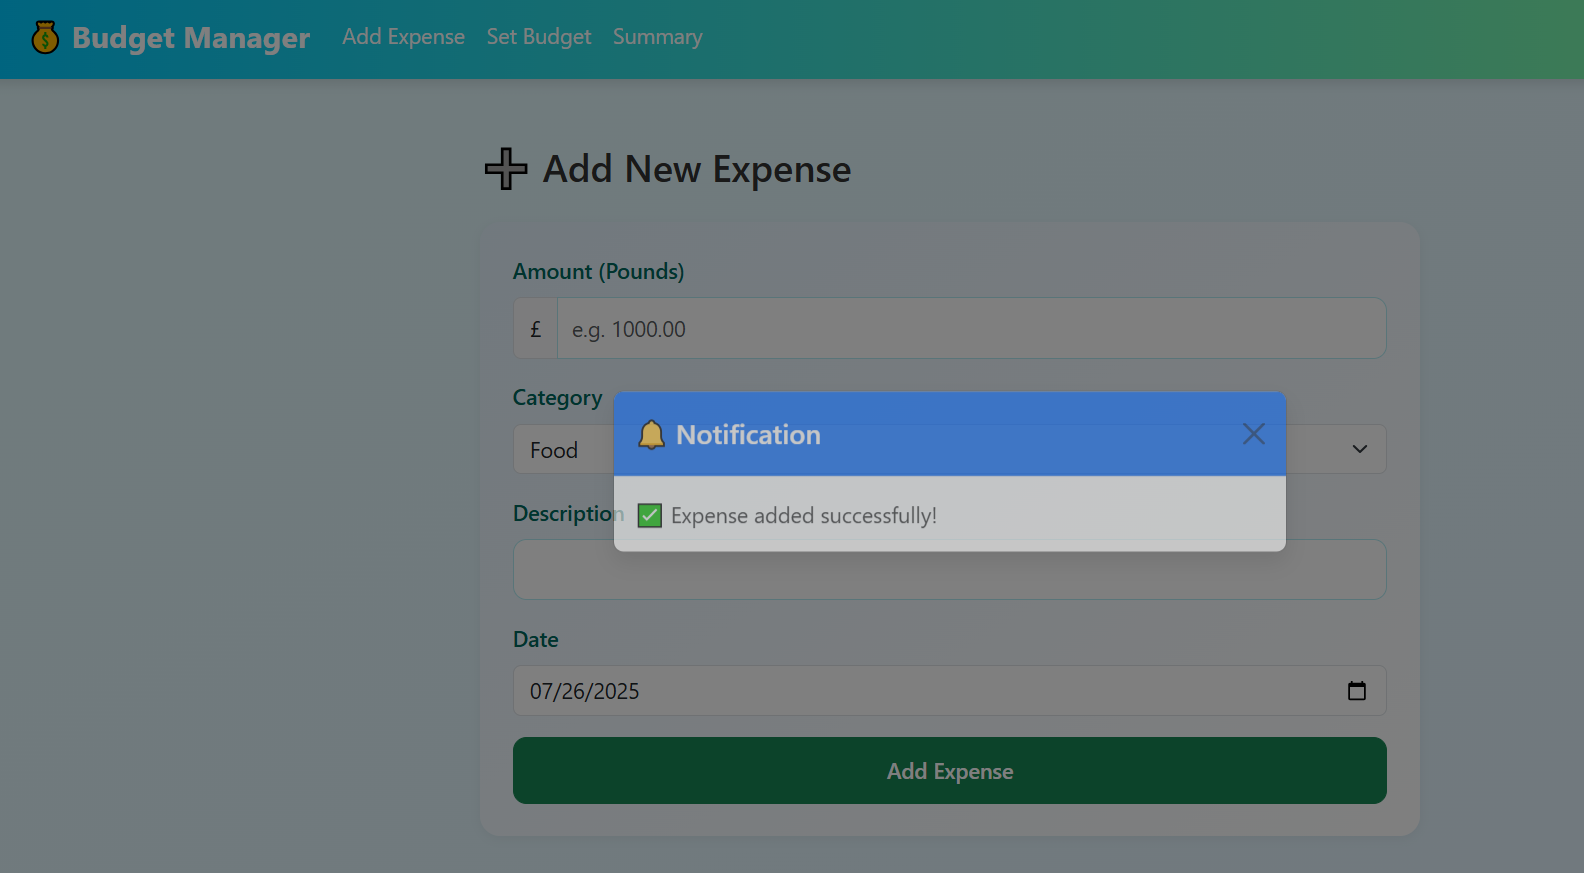 Budget Manager Add Expense Set Budget Summary
Add New Expense
Amount (Pounds)
£ e.g. 1000.00
Category
Food
🔔 Notification
Description
✅ Expense added successfully!
Date
07/26/2025
Add Expense